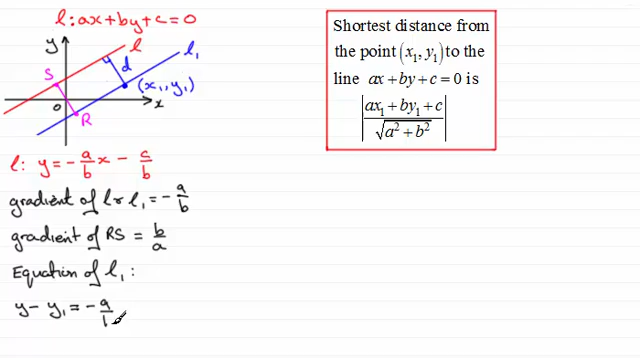 l: ax+by+c=0
y
l
l₁
d
S
(x₁, y₁)
O
x
R
l: y = -a/b x - c/b
gradient of l & l₁ = -a/b
gradient of RS = b/a
Equation of l₁:
y - y₁ = -a/b
Shortest distance from
the point (x₁, y₁) to the
line ax+by+c=0 is
|(ax₁+by₁+c)/√(a²+b²)|